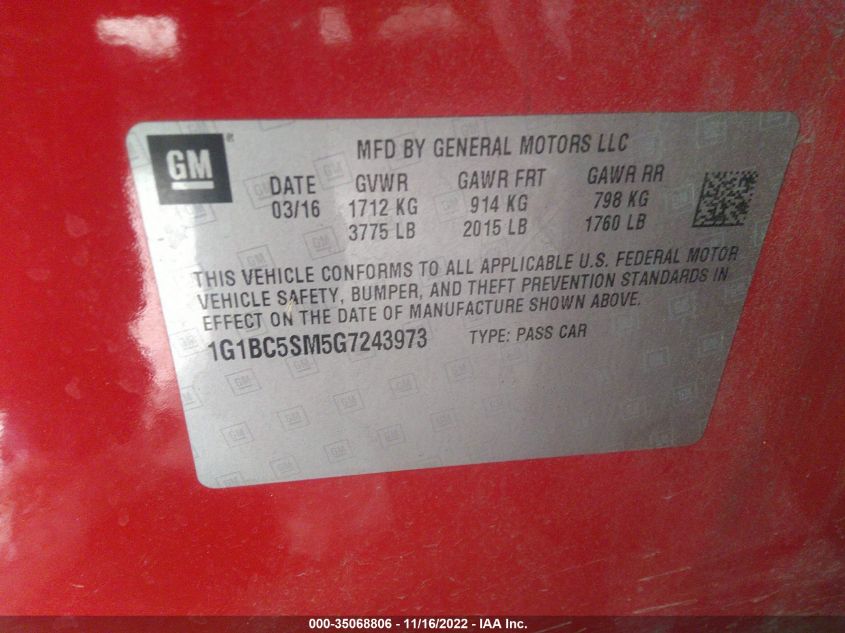 GM
MFD BY GENERAL MOTORS LLC
DATE GVWR GAWR FRT GAWR RR
03/16 1712 KG 914 KG 798 KG
3775 LB 2015 LB 1760 LB
THIS VEHICLE CONFORMS TO ALL APPLICABLE U.S. FEDERAL MOTOR
VEHICLE SAFETY, BUMPER, AND THEFT PREVENTION STANDARDS IN
EFFECT ON THE DATE OF MANUFACTURE SHOWN ABOVE.
1G1BC5SM5G7243973 TYPE: PASS CAR
000-35068806 - 11/16/2022 - IAA Inc.